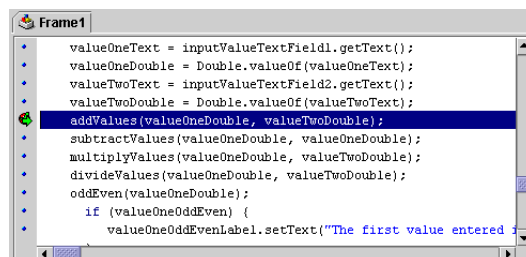 Frame1
valueOneText = inputValueTextField1.getText();
valueOneDouble = Double.valueOf(valueOneText);
valueTwoText = inputValueTextField2.getText();
valueTwoDouble = Double.valueOf(valueTwoText);
addValues(valueOneDouble, valueTwoDouble);
subtractValues(valueOneDouble, valueOneDouble);
multiplyValues(valueOneDouble, valueTwoDouble);
divideValues(valueOneDouble, valueTwoDouble);
oddEven(valueOneDouble);
if (valueOneOddEven) {
valueOneOddEvenLabel.setText("The first value entered